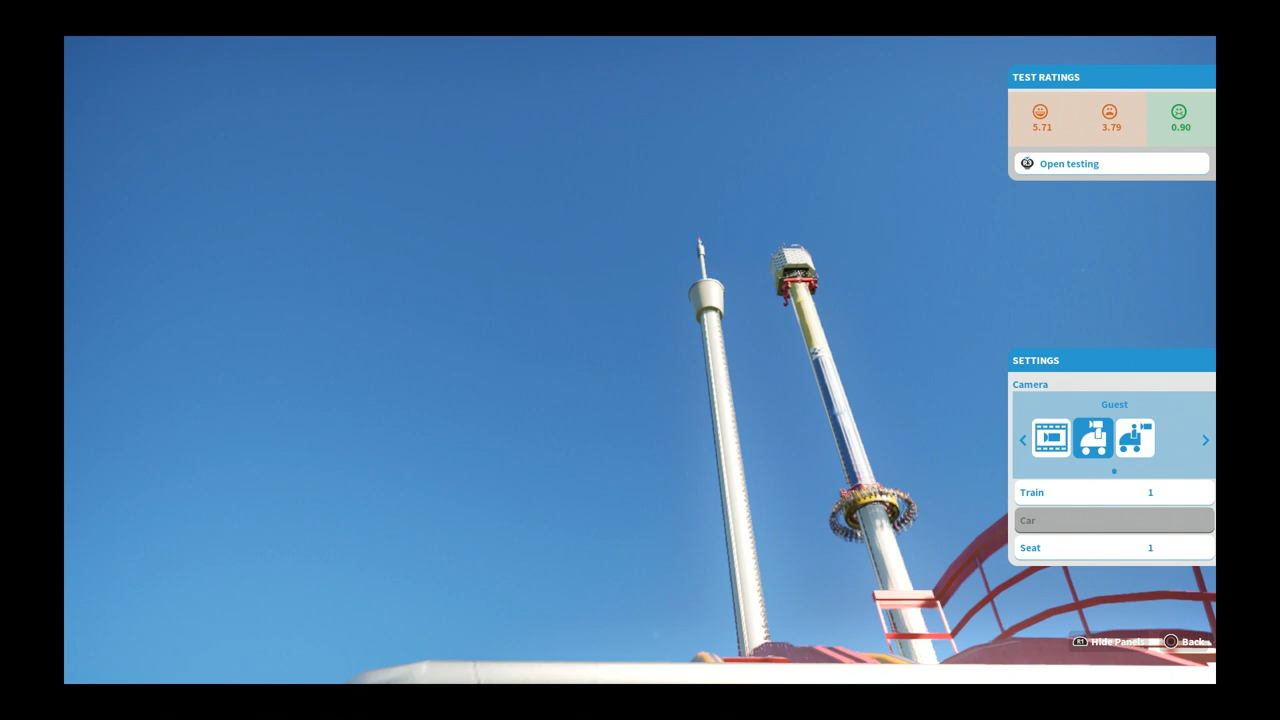 TEST RATINGS
5.71 3.79 0.90
Open testing
SETTINGS
Camera
Guest
Train 1
Car
Seat 1
R1 Hide Panels Back